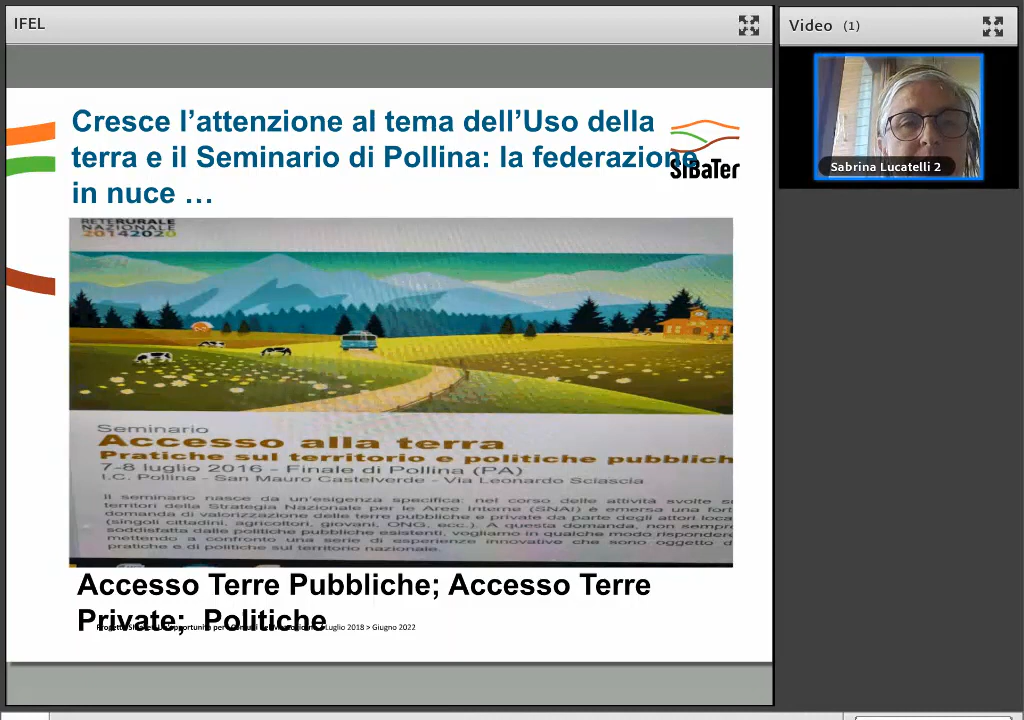 IFEL
Video (1)
Sabrina Lucatelli 2
Cresce l’attenzione al tema dell’Uso della
terra e il Seminario di Pollina: la federazione
in nuce …
SiBaTer
RETERURALE
NAZIONALE
20142020
Seminario
Accesso alla terra
Pratiche sul territorio e politiche pubblich
7-8 luglio 2016 - Finale di Pollina (PA)
I.C. Pollina - San Mauro Castelverde - Via Leonardo Sciascia
Il seminario nasce da un'esigenza specifica: nel corso delle attività svolte s
territori della Strategia Nazionale per le Aree Interne (SNAI) è emersa una fort
domanda di valorizzazione delle terre pubbliche e private da parte degli attori loca
(singoli cittadini, agricoltori, giovani, ONG, ecc.). A questa domanda, non sempr
soddisfatta dalle politiche pubbliche esistenti, vogliamo in qualche modo risponder
mettendo a confronto una serie di esperienze innovative che sono oggetto d
pratiche e di politiche sul territorio nazionale.
Accesso Terre Pubbliche; Accesso Terre
Private; Politiche
Luglio 2018 > Giugno 2022